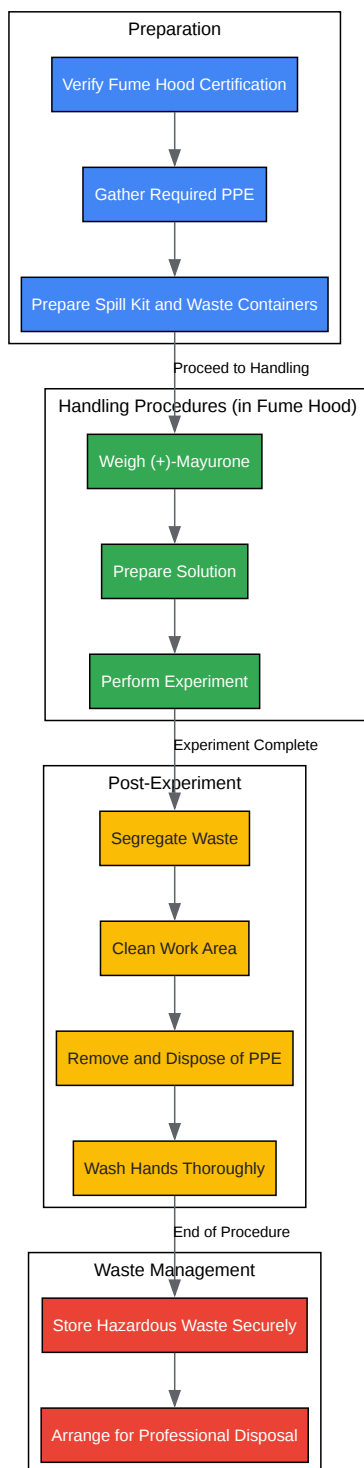 Preparation
Verify Fume Hood Certification
Gather Required PPE
Prepare Spill Kit and Waste Containers
Proceed to Handling
Handling Procedures (in Fume Hood)
Weigh (+)-Mayurone
Prepare Solution
Perform Experiment
Experiment Complete
Post-Experiment
Segregate Waste
Clean Work Area
Remove and Dispose of PPE
Wash Hands Thoroughly
End of Procedure
Waste Management
Store Hazardous Waste Securely
Arrange for Professional Disposal